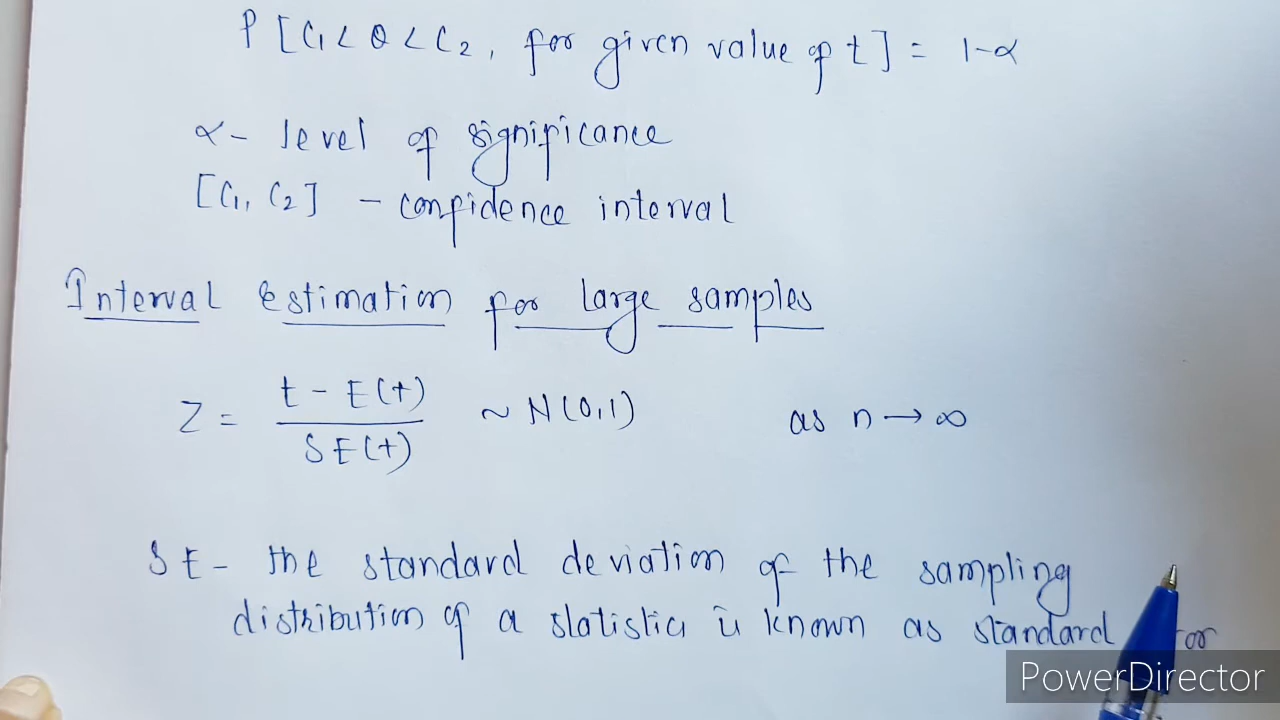 P [C₁ < θ < C₂, for given value of t] = 1-α
α - level of significance
[C₁, C₂] - confidence interval
Interval estimation for large samples
Z = (t - E(t)) / SE(t) ~ N(0,1) as n → ∞
SE - the standard deviation of the sampling
distribution of a statistic is known as standard
PowerDirector